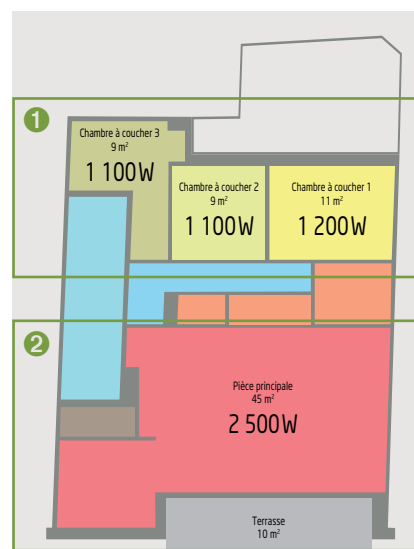 1
Chambre à coucher 3
9 m²
1 100W
Chambre à coucher 2
9 m²
1 100W
Chambre à coucher 1
11 m²
1 200W
2
Pièce principale
45 m²
2 500W
Terrasse
10 m²